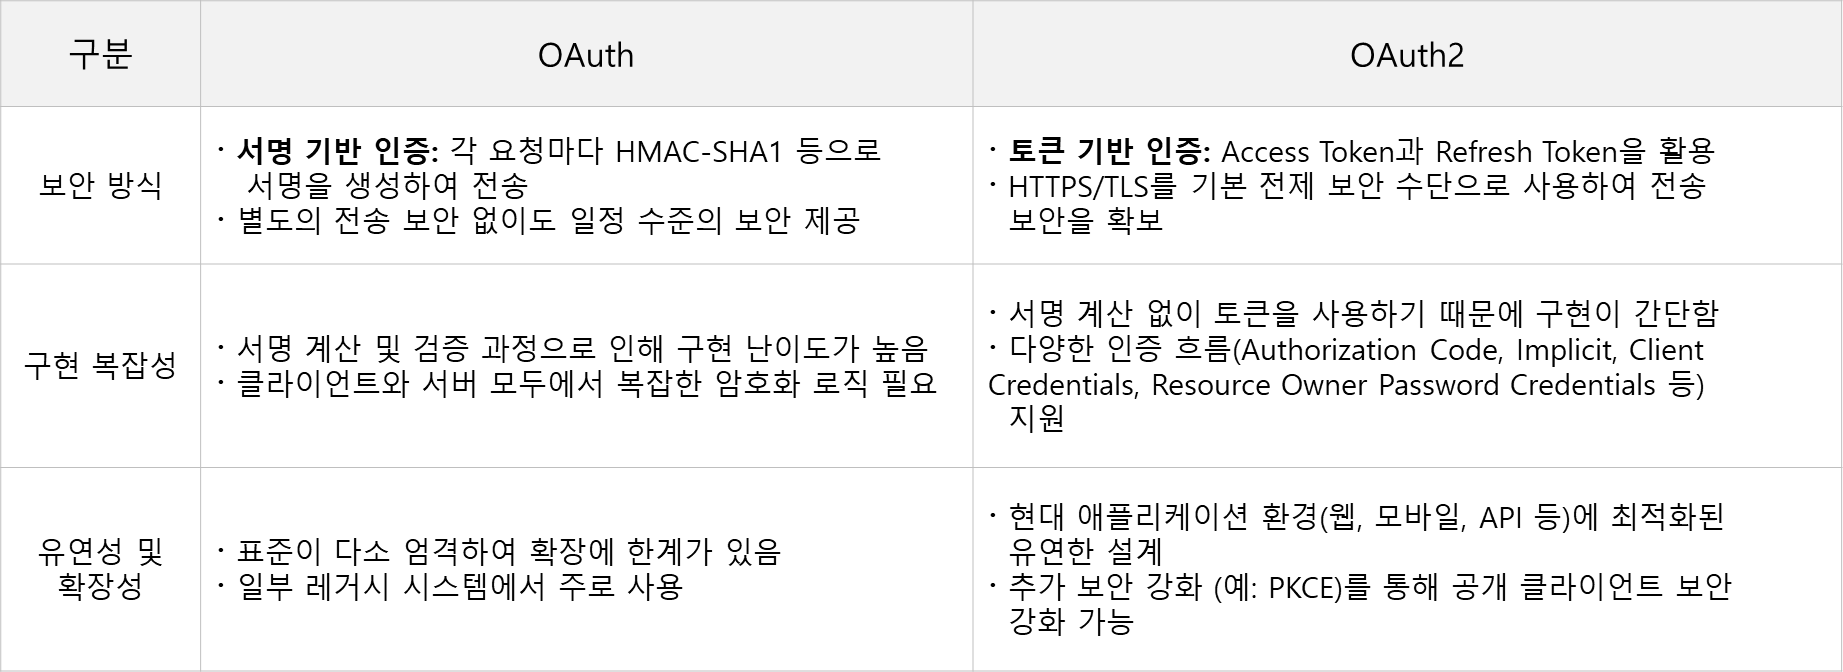 구분
OAuth
OAuth2
보안 방식
· 서명 기반 인증: 각 요청마다 HMAC-SHA1 등으로
서명을 생성하여 전송
· 별도의 전송 보안 없이도 일정 수준의 보안 제공
· 토큰 기반 인증: Access Token과 Refresh Token을 활용
· HTTPS/TLS를 기본 전제 보안 수단으로 사용하여 전송
보안을 확보
구현 복잡성
· 서명 계산 및 검증 과정으로 인해 구현 난이도가 높음
· 클라이언트와 서버 모두에서 복잡한 암호화 로직 필요
· 서명 계산 없이 토큰을 사용하기 때문에 구현이 간단함
· 다양한 인증 흐름(Authorization Code, Implicit, Client
Credentials, Resource Owner Password Credentials 등)
지원
유연성 및
확장성
· 표준이 다소 엄격하여 확장에 한계가 있음
· 일부 레거시 시스템에서 주로 사용
· 현대 애플리케이션 환경(웹, 모바일, API 등)에 최적화된
유연한 설계
· 추가 보안 강화 (예: PKCE)를 통해 공개 클라이언트 보안
강화 가능